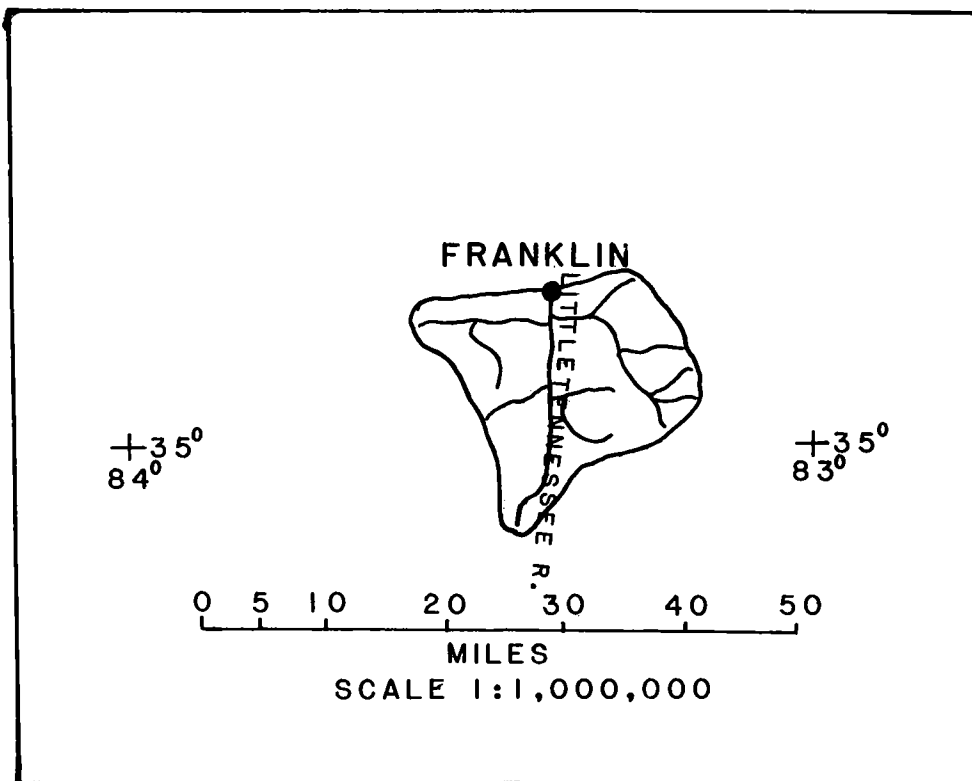 FRANKLIN
LITTLE TENNESSEE R.
35°
84°
35°
83°
0 5 10 20 30 40 50
MILES
SCALE 1:1,000,000